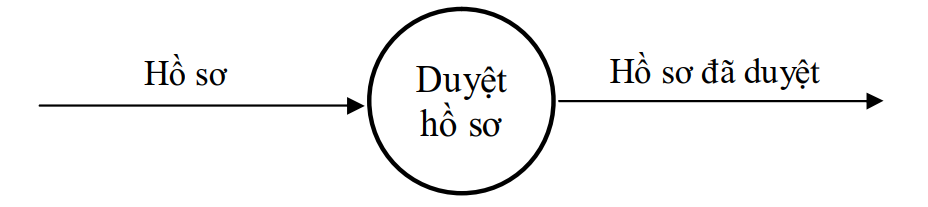 Hồ sơ
Duyệt
hồ sơ
Hồ sơ đã duyệt